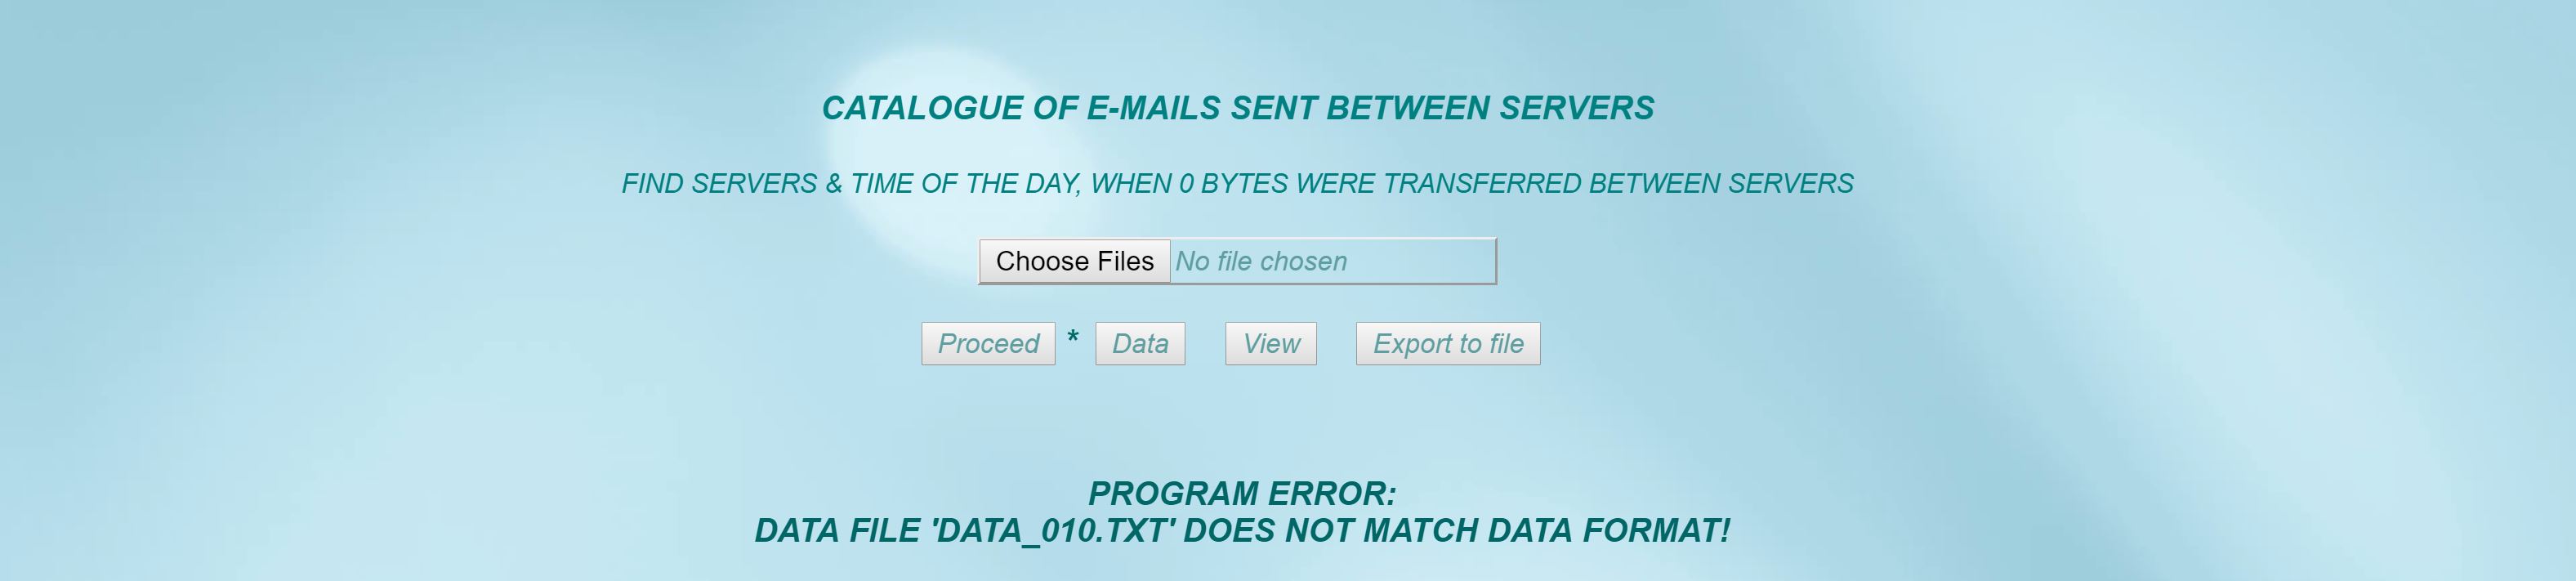 CATALOGUE OF E-MAILS SENT BETWEEN SERVERS
FIND SERVERS & TIME OF THE DAY, WHEN 0 BYTES WERE TRANSFERRED BETWEEN SERVERS
Choose Files No file chosen
Proceed * Data View Export to file
PROGRAM ERROR:
DATA FILE 'DATA_010.TXT' DOES NOT MATCH DATA FORMAT!